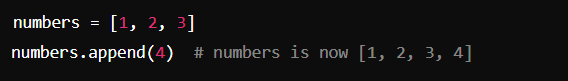 numbers = [1, 2, 3]
numbers.append(4)  # numbers is now [1, 2, 3, 4]